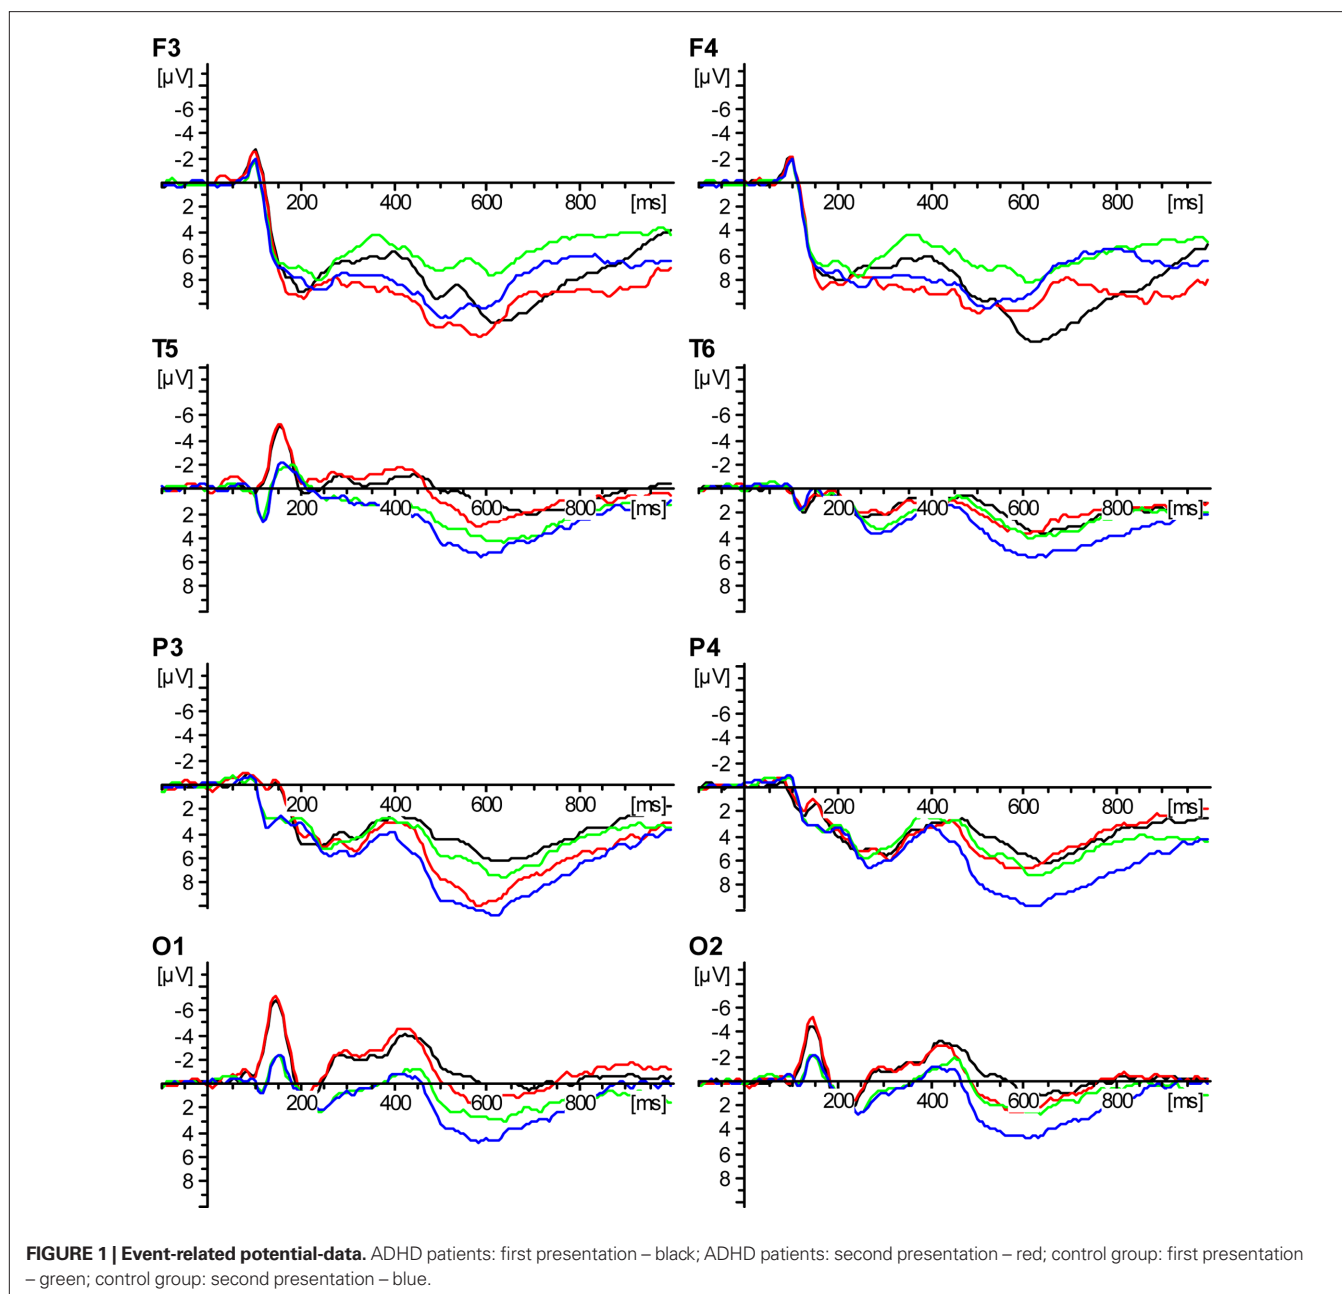 F3 F4
[µV] [µV]
-6 -6
-4 -4
-2 -2
200 400 600 800 [ms] 200 400 600 800 [ms]
2 2
4 4
6 6
8 8
T5 T6
[µV] [µV]
-6 -6
-4 -4
-2 -2
200 400 600 800 [ms] 200 400 600 800 [ms]
2 2
4 4
6 6
8 8
P3 P4
[µV] [µV]
-6 -6
-4 -4
-2 -2
200 400 600 800 [ms] 200 400 600 800 [ms]
2 2
4 4
6 6
8 8
O1 O2
[µV] [µV]
-6 -6
-4 -4
-2 -2
200 400 600 800 [ms] 200 400 600 800 [ms]
2 2
4 4
6 6
8 8
FIGURE 1 | Event-related potential-data. ADHD patients: first presentation – black; ADHD patients: second presentation – red; control group: first presentation
– green; control group: second presentation – blue.